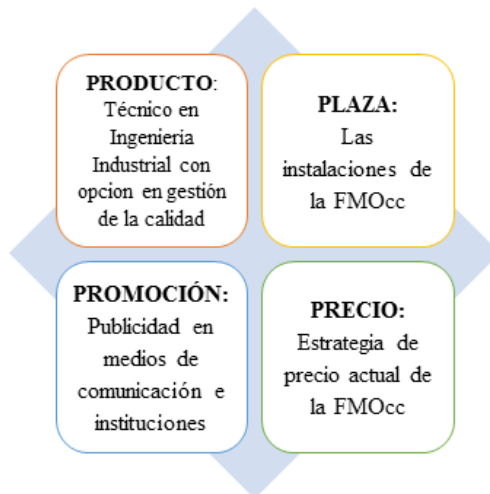 PRODUCTO:
Técnico en
Ingenieria
Industrial con
opcion en gestión
de la calidad
PLAZA:
Las
instalaciones de
la FMOcc
PROMOCIÓN:
Publicidad en
medios de
comunicación e
instituciones
PRECIO:
Estrategia de
precio actual de
la FMOcc